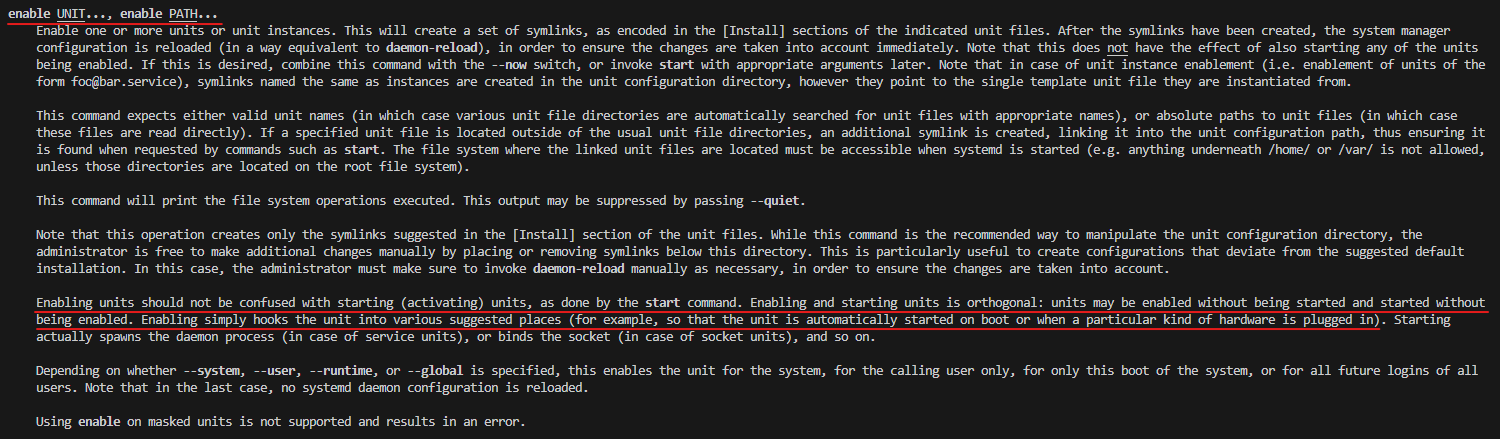 enable UNIT..., enable PATH...
Enable one or more units or unit instances. This will create a set of symlinks, as encoded in the [Install] sections of the indicated unit files. After the symlinks have been created, the system manager
configuration is reloaded (in a way equivalent to daemon-reload), in order to ensure the changes are taken into account immediately. Note that this does not have the effect of also starting any of the units
being enabled. If this is desired, combine this command with the --now switch, or invoke start with appropriate arguments later. Note that in case of unit instance enablement (i.e. enablement of units of the
form foo@bar.service), symlinks named the same as instances are created in the unit configuration directory, however they point to the single template unit file they are instantiated from.
This command expects either valid unit names (in which case various unit file directories are automatically searched for unit files with appropriate names), or absolute paths to unit files (in which case
these files are read directly). If a specified unit file is located outside of the usual unit file directories, an additional symlink is created, linking it into the unit configuration path, thus ensuring it
is found when requested by commands such as start. The file system where the linked unit files are located must be accessible when systemd is started (e.g. anything underneath /home/ or /var/ is not allowed,
unless those directories are located on the root file system).
This command will print the file system operations executed. This output may be suppressed by passing --quiet.
Note that this operation creates only the symlinks suggested in the [Install] section of the unit files. While this command is the recommended way to manipulate the unit configuration directory, the
administrator is free to make additional changes manually by placing or removing symlinks below this directory. This is particularly useful to create configurations that deviate from the suggested default
installation. In this case, the administrator must make sure to invoke daemon-reload manually as necessary, in order to ensure the changes are taken into account.
Enabling units should not be confused with starting (activating) units, as done by the start command. Enabling and starting units is orthogonal: units may be enabled without being started and started without
being enabled. Enabling simply hooks the unit into various suggested places (for example, so that the unit is automatically started on boot or when a particular kind of hardware is plugged in). Starting
actually spawns the daemon process (in case of service units), or binds the socket (in case of socket units), and so on.
Depending on whether --system, --user, --runtime, or --global is specified, this enables the unit for the system, for the calling user only, for only this boot of the system, or for all future logins of all
users. Note that in the last case, no systemd daemon configuration is reloaded.
Using enable on masked units is not supported and results in an error.